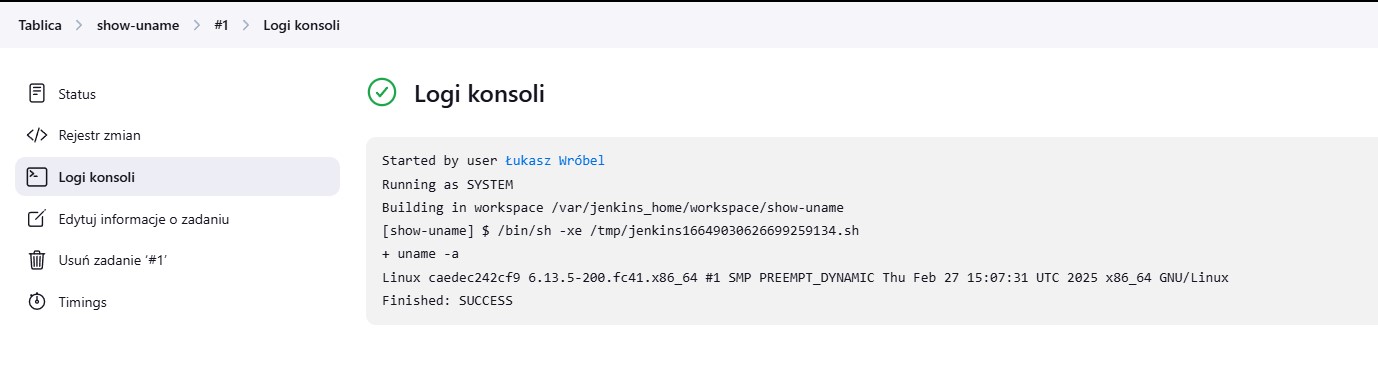 Tablica > show-uname > #1 > Logi konsoli
Status
Rejestr zmian
Logi konsoli
Edytuj informacje o zadaniu
Usuń zadanie ‘#1’
Timings
Logi konsoli
Started by user Łukasz Wróbel
Running as SYSTEM
Building in workspace /var/jenkins_home/workspace/show-uname
[show-uname] $ /bin/sh -xe /tmp/jenkins16649030626699259134.sh
+ uname -a
Linux caedec242cf9 6.13.5-200.fc41.x86_64 #1 SMP PREEMPT_DYNAMIC Thu Feb 27 15:07:31 UTC 2025 x86_64 GNU/Linux
Finished: SUCCESS